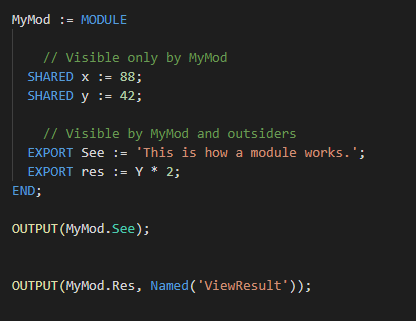 MyMod := MODULE
// Visible only by MyMod
SHARED x := 88;
SHARED y := 42;
// Visible by MyMod and outsiders
EXPORT See := 'This is how a module works.';
EXPORT res := Y * 2;
END;
OUTPUT(MyMod.See);
OUTPUT(MyMod.Res, Named('ViewResult'));